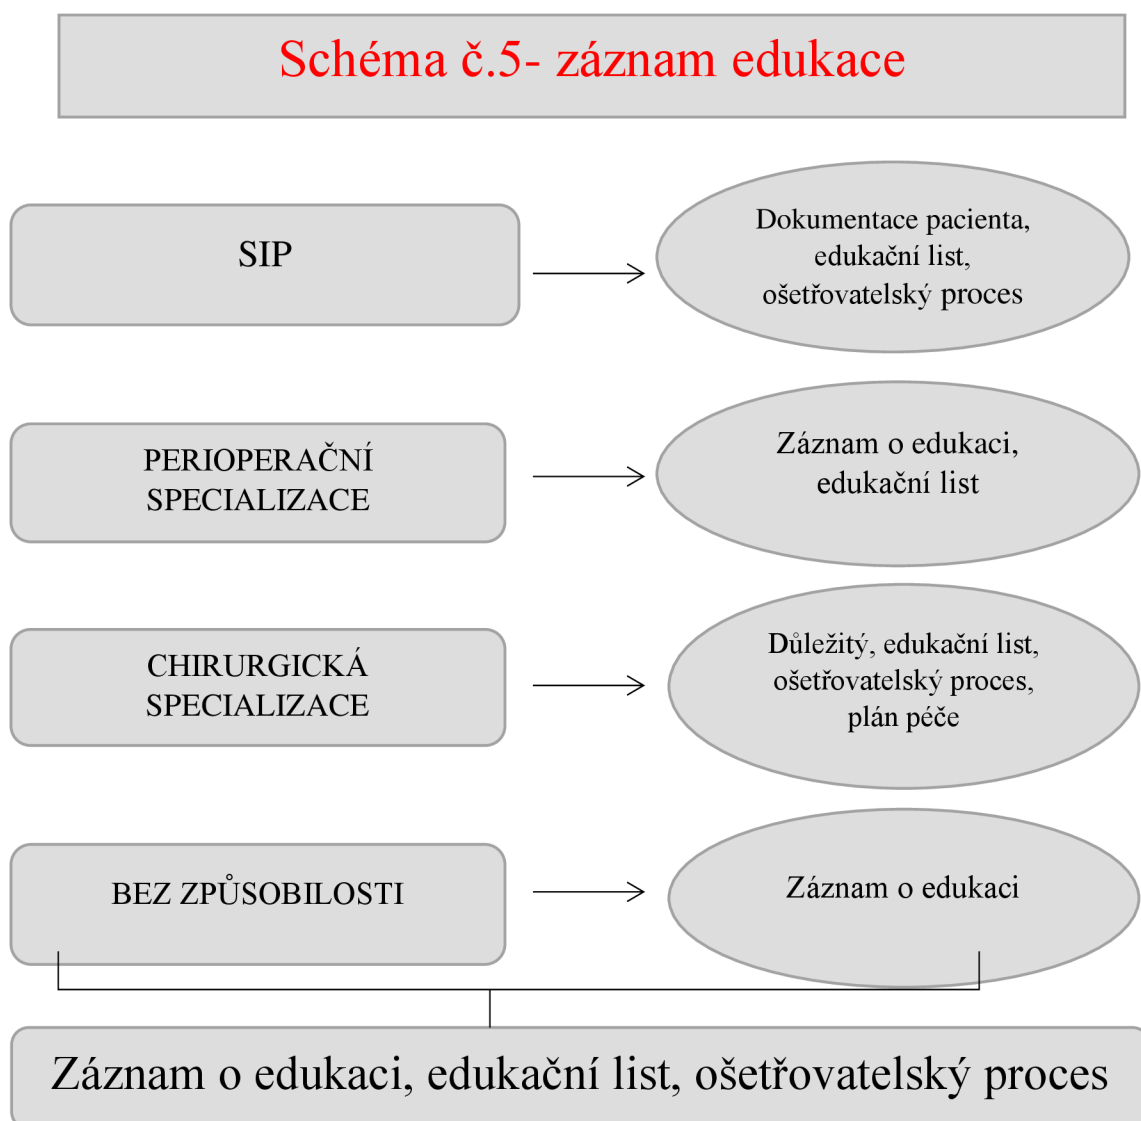 Schéma č.5- záznam edukace
SIP
Dokumentace pacienta,
edukační list,
ošetřovatelský proces
PERIOPERAČNÍ
SPECIALIZACE
Záznam o edukaci,
edukační list
CHIRURGICKÁ
SPECIALIZACE
Důležitý, edukační list,
ošetřovatelský proces,
plán péče
BEZ ZPŮSOBILOSTI
Záznam o edukaci
Záznam o edukaci, edukační list, ošetřovatelský proces